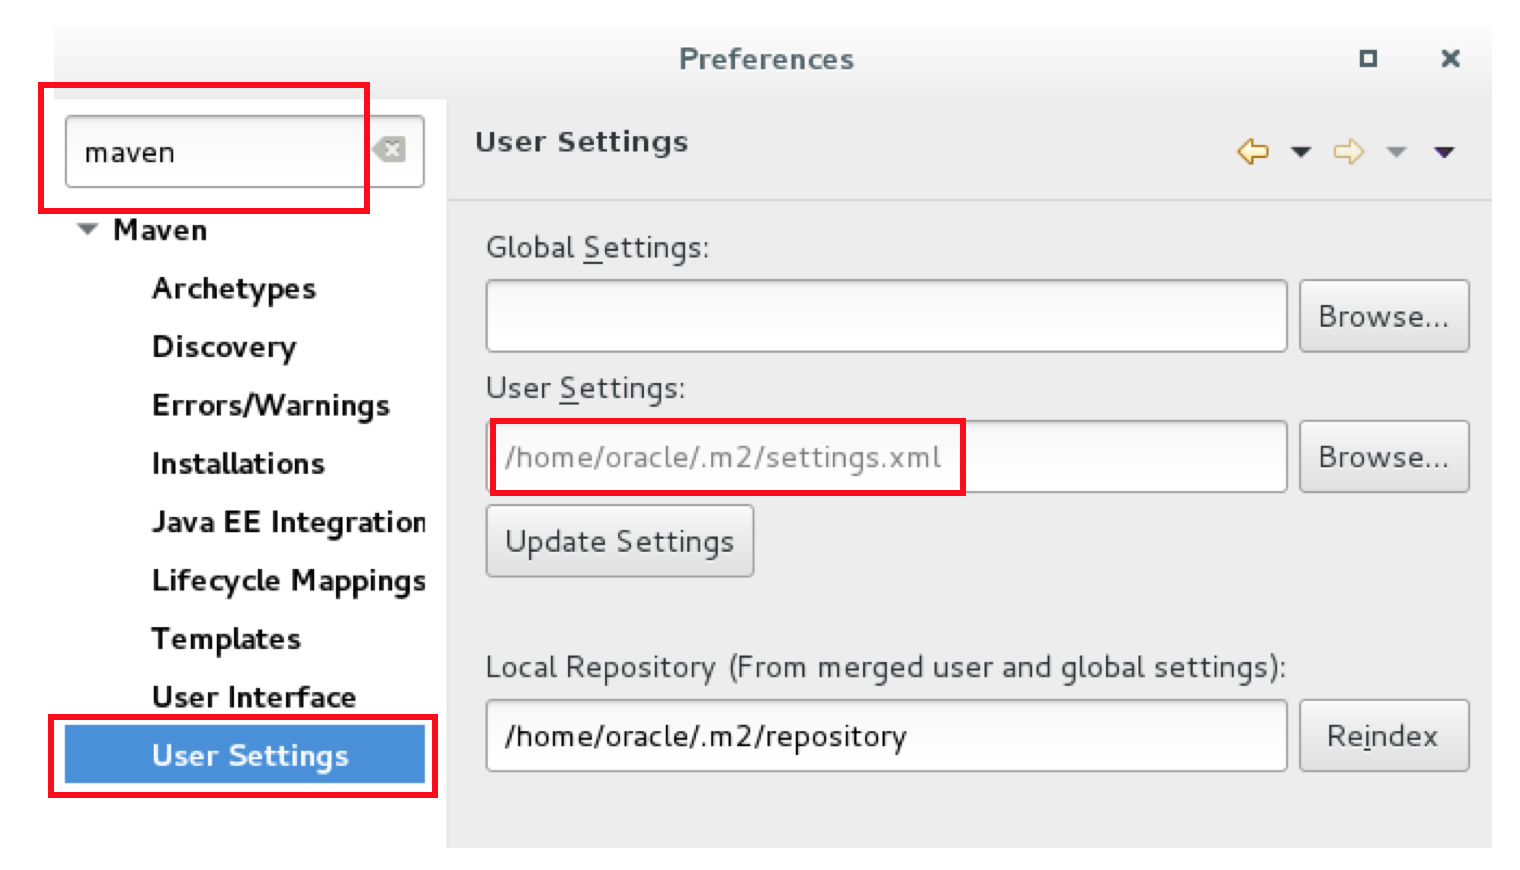 Preferences
maven
Maven
Archetypes
Discovery
Errors/Warnings
Installations
Java EE Integration
Lifecycle Mappings
Templates
User Interface
User Settings
User Settings
Global Settings:
Browse...
User Settings:
/home/oracle/.m2/settings.xml
Browse...
Update Settings
Local Repository (From merged user and global settings):
/home/oracle/.m2/repository
Reindex